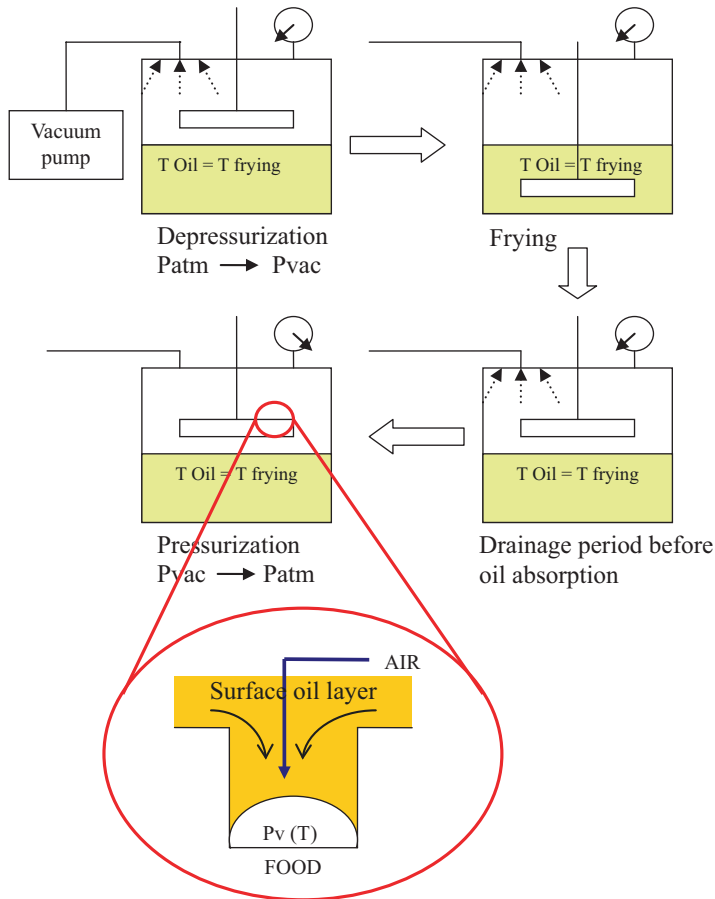 Vacuum
pump
T Oil = T frying
Depressurization
Patm → Pvac
T Oil = T frying
Frying
T Oil = T frying
Pressurization
Pvac → Patm
T Oil = T frying
Drainage period before
oil absorption
AIR
Surface oil layer
Pv (T)
FOOD